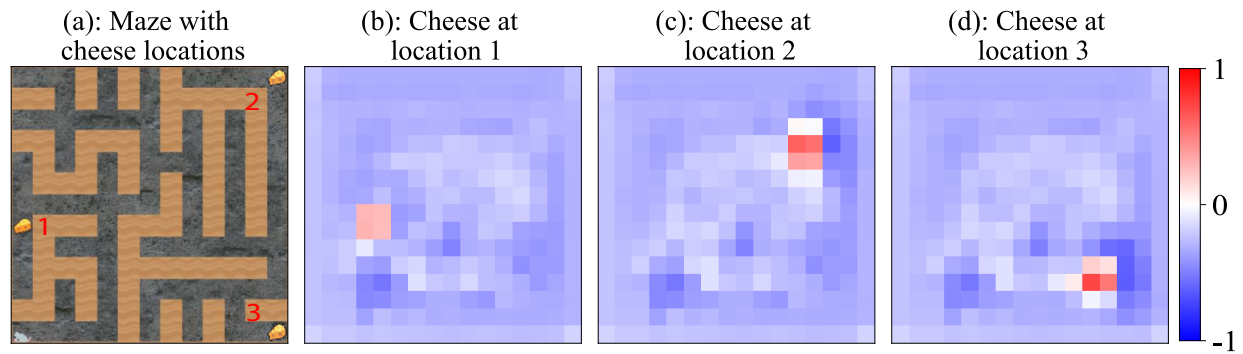 (a): Maze with
cheese locations
(b): Cheese at
location 1
(c): Cheese at
location 2
(d): Cheese at
location 3
2
1
3
1
0
-1